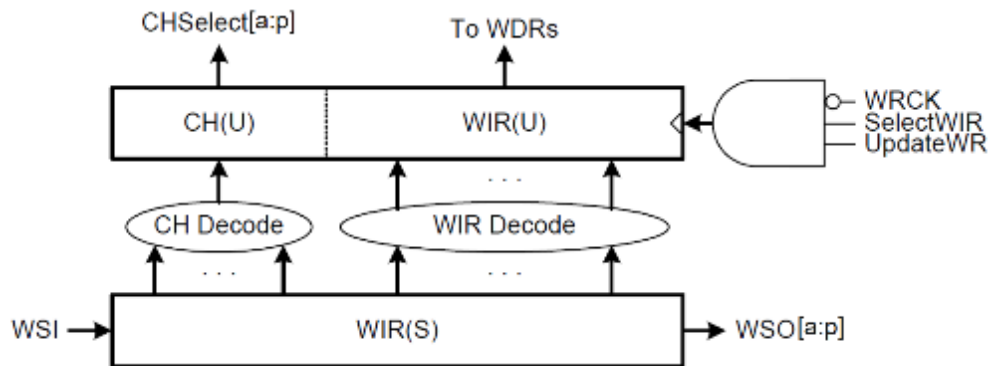 CHSelect[a:p]
To WDRs
CH(U)
WIR(U)
WRCK
SelectWIR
UpdateWR
. . .
CH Decode
WIR Decode
. . .
. . .
WSI
WIR(S)
WSO[a:p]